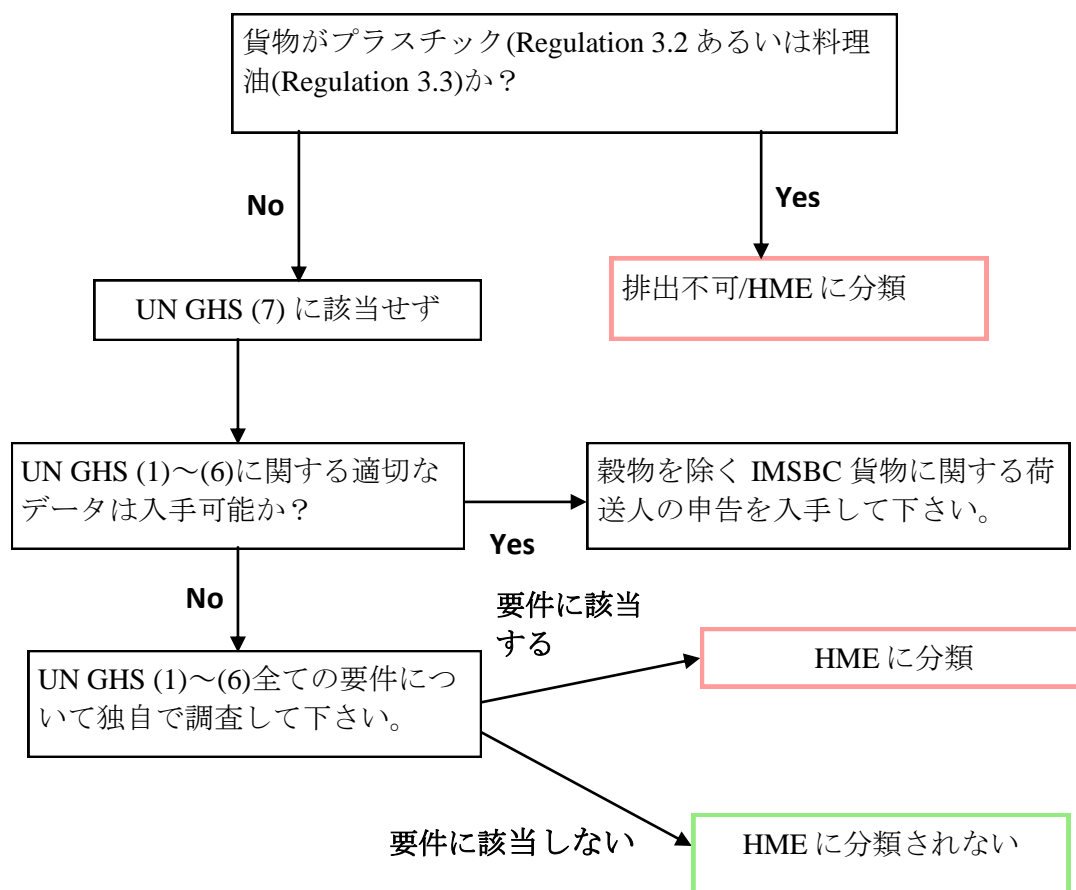 貨物がプラスチック(Regulation 3.2 あるいは料理
油(Regulation 3.3)か？
No
Yes
排出不可/HME に分類
UN GHS (7) に該当せず
UN GHS (1)～(6)に関する適切な
データは入手可能か？
穀物を除く IMSBC 貨物に関する荷
送人の申告を入手して下さい。
Yes
No
要件に該当
する
HME に分類
UN GHS (1)～(6)全ての要件につ
いて独自で調査して下さい。
要件に該当しない
HME に分類されない